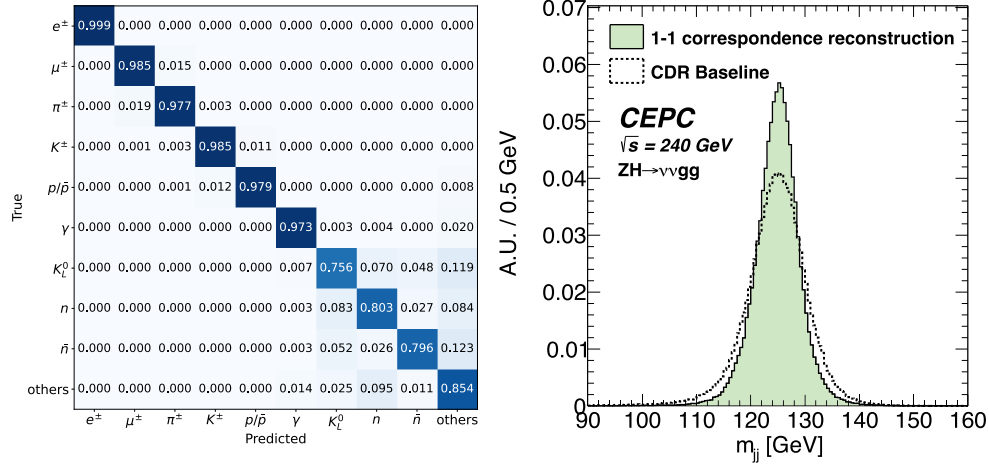 True
e± 0.999 0.000 0.000 0.000 0.000 0.000 0.000 0.000 0.000 0.000
μ± 0.000 0.985 0.015 0.000 0.000 0.000 0.000 0.000 0.000 0.000
π± 0.000 0.019 0.977 0.003 0.000 0.000 0.000 0.000 0.000 0.000
K± 0.000 0.001 0.003 0.985 0.011 0.000 0.000 0.000 0.000 0.000
p/p̄ 0.000 0.000 0.001 0.012 0.979 0.000 0.000 0.000 0.000 0.008
γ 0.000 0.000 0.000 0.000 0.000 0.973 0.003 0.004 0.000 0.020
K⁰_L 0.000 0.000 0.000 0.000 0.000 0.007 0.756 0.070 0.048 0.119
n 0.000 0.000 0.000 0.000 0.000 0.003 0.083 0.803 0.027 0.084
n̄ 0.000 0.000 0.000 0.000 0.000 0.003 0.052 0.026 0.796 0.123
others 0.000 0.000 0.000 0.000 0.000 0.014 0.025 0.095 0.011 0.854
e± μ± π± K± p/p̄ γ K⁰_L n n̄ others
Predicted
A.U. / 0.5 GeV
0.07
0.06
0.05
0.04
0.03
0.02
0.01
0
1-1 correspondence reconstruction
CDR Baseline
CEPC
√s = 240 GeV
ZH→ννgg
90 100 110 120 130 140 150 160
m_jj [GeV]